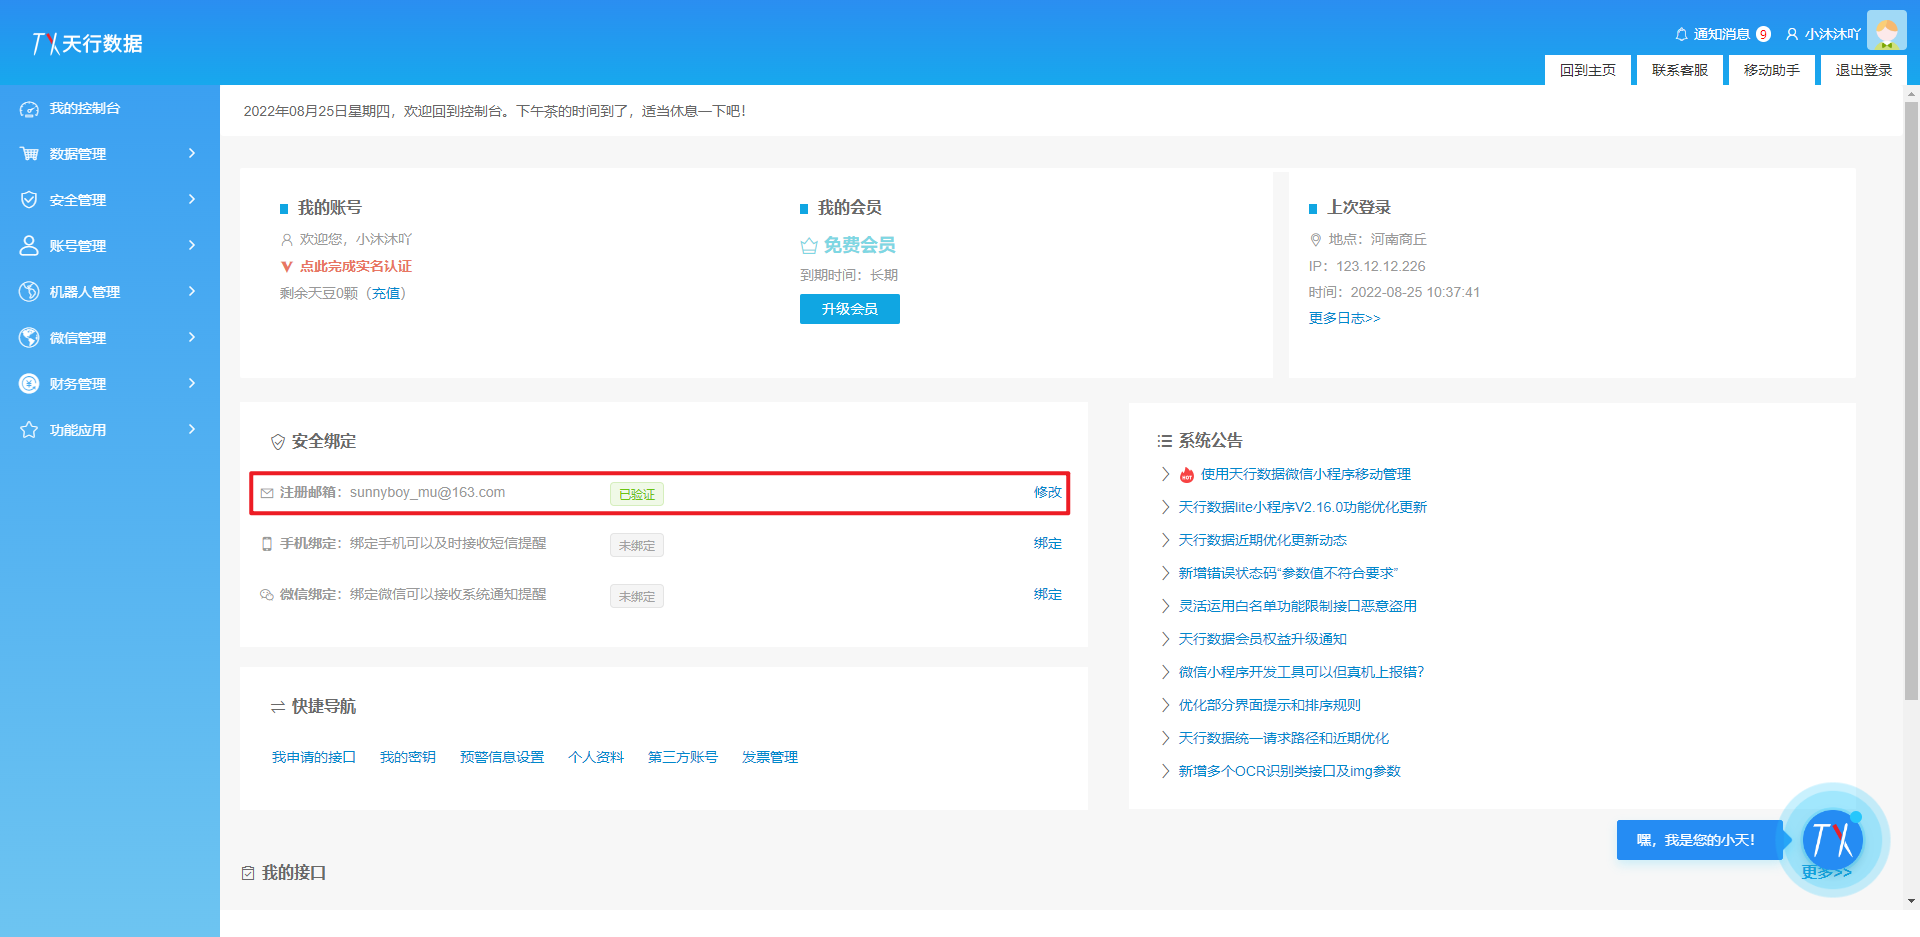 TX天行数据
通知消息 9 小沐沐吖
回到主页 联系客服 移动助手 退出登录
我的控制台
数据管理
安全管理
账号管理
机器人管理
微信管理
财务管理
功能应用
2022年08月25日星期四，欢迎回到控制台。下午茶的时间到了，适当休息一下吧！
我的账号
欢迎您，小沐沐吖
点此完成实名认证
剩余天豆0颗（充值）
我的会员
免费会员
到期时间：长期
升级会员
上次登录
地点：河南商丘
IP：123.12.12.226
时间：2022-08-25 10:37:41
更多日志>>
安全绑定
注册邮箱：sunnyboy_mu@163.com 已验证 修改
手机绑定：绑定手机可以及时接收短信提醒 未绑定 绑定
微信绑定：绑定微信可以接收系统通知提醒 未绑定 绑定
快捷导航
我申请的接口 我的密钥 预警信息设置 个人资料 第三方账号 发票管理
系统公告
HOT 使用天行数据微信小程序移动管理
天行数据lite小程序V2.16.0功能优化更新
天行数据近期优化更新动态
新增错误状态码“参数值不符合要求”
灵活运用白名单功能限制接口恶意盗用
天行数据会员权益升级通知
微信小程序开发工具可以但真机上报错?
优化部分界面提示和排序规则
天行数据统一请求路径和近期优化
新增多个OCR识别类接口及img参数
嘿，我是您的小天！
TX
我的接口
更多>>